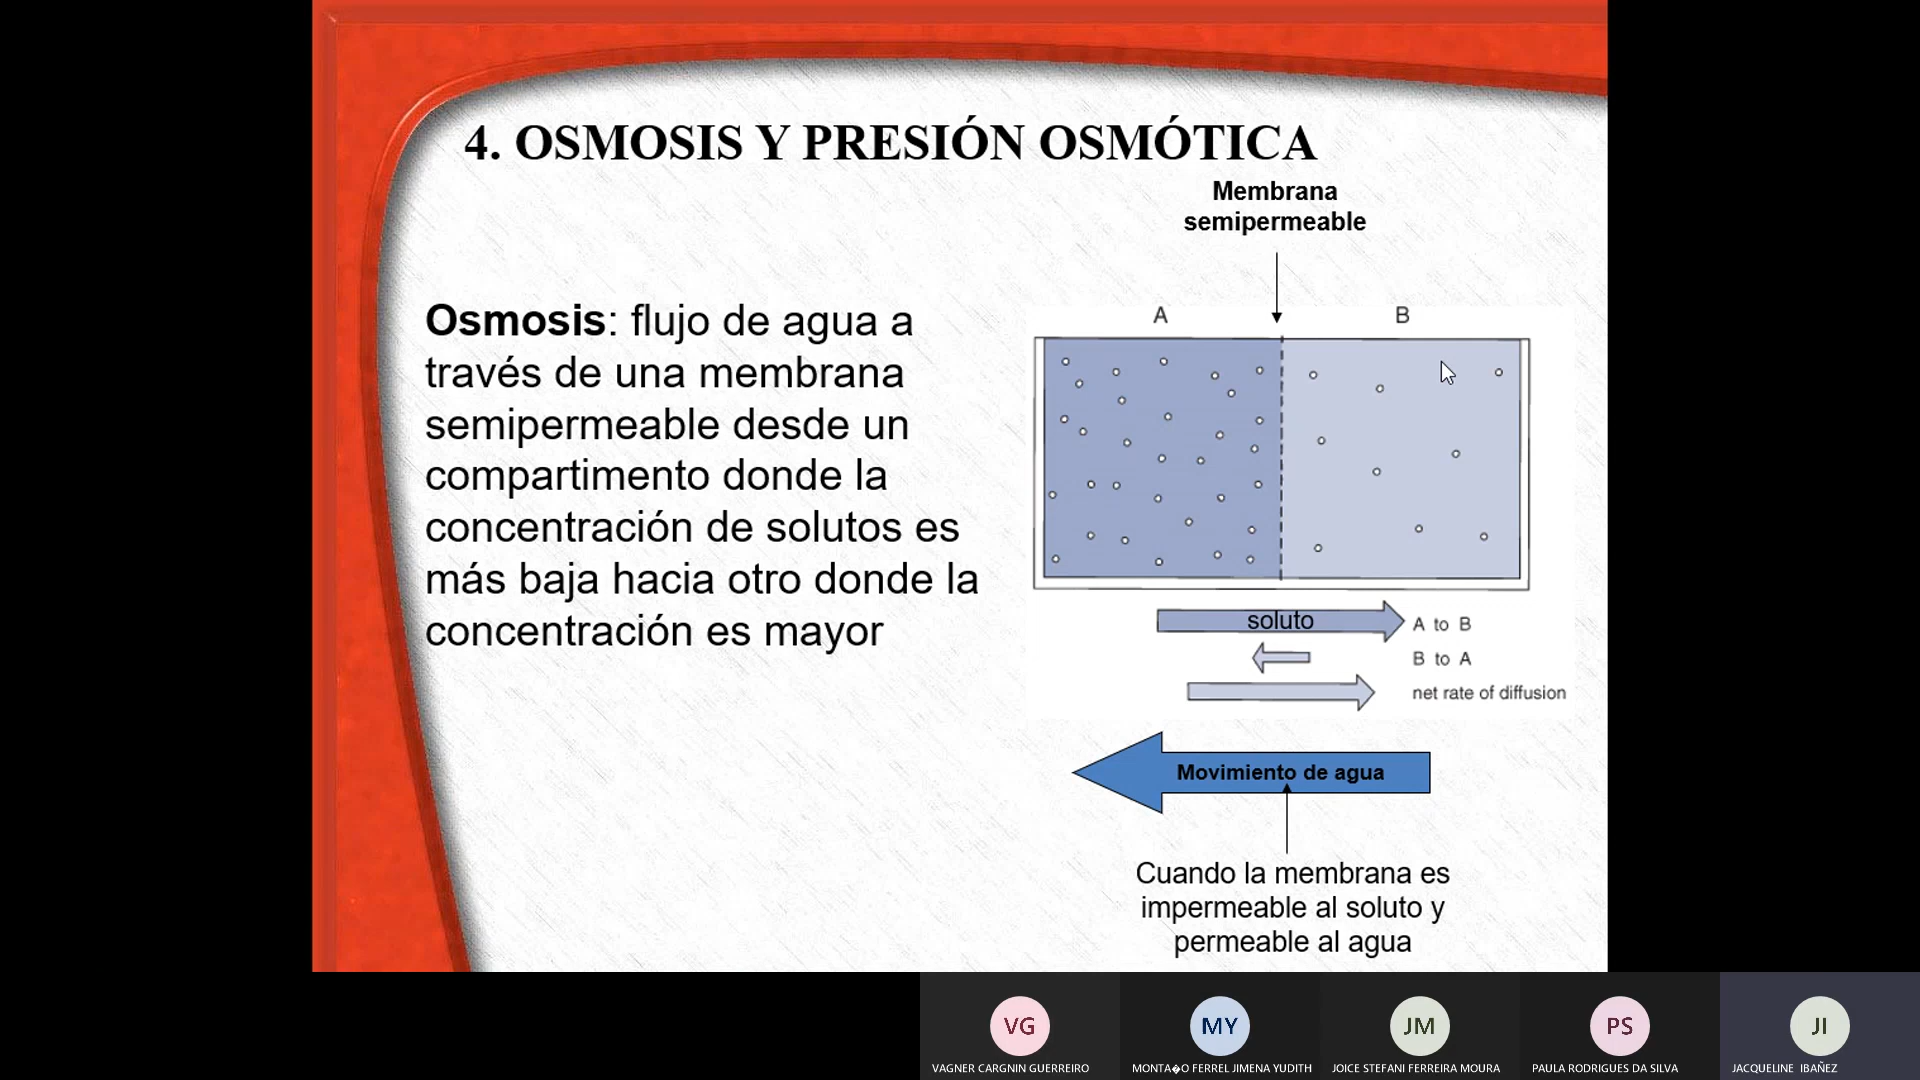 4. OSMOSIS Y PRESIÓN OSMÓTICA
Membrana
semipermeable
Osmosis: flujo de agua a
través de una membrana
semipermeable desde un
compartimento donde la
concentración de solutos es
más baja hacia otro donde la
concentración es mayor
A
B
soluto
A to B
B to A
net rate of diffusion
Movimiento de agua
Cuando la membrana es
impermeable al soluto y
permeable al agua
VG
MY
JM
PS
JI
VAGNER CARGNIN GUERREIRO
MONTA�O FERREL JIMENA YUDITH
JOICE STEFANI FERREIRA MOURA
PAULA RODRIGUES DA SILVA
JACQUELINE IBAÑEZ